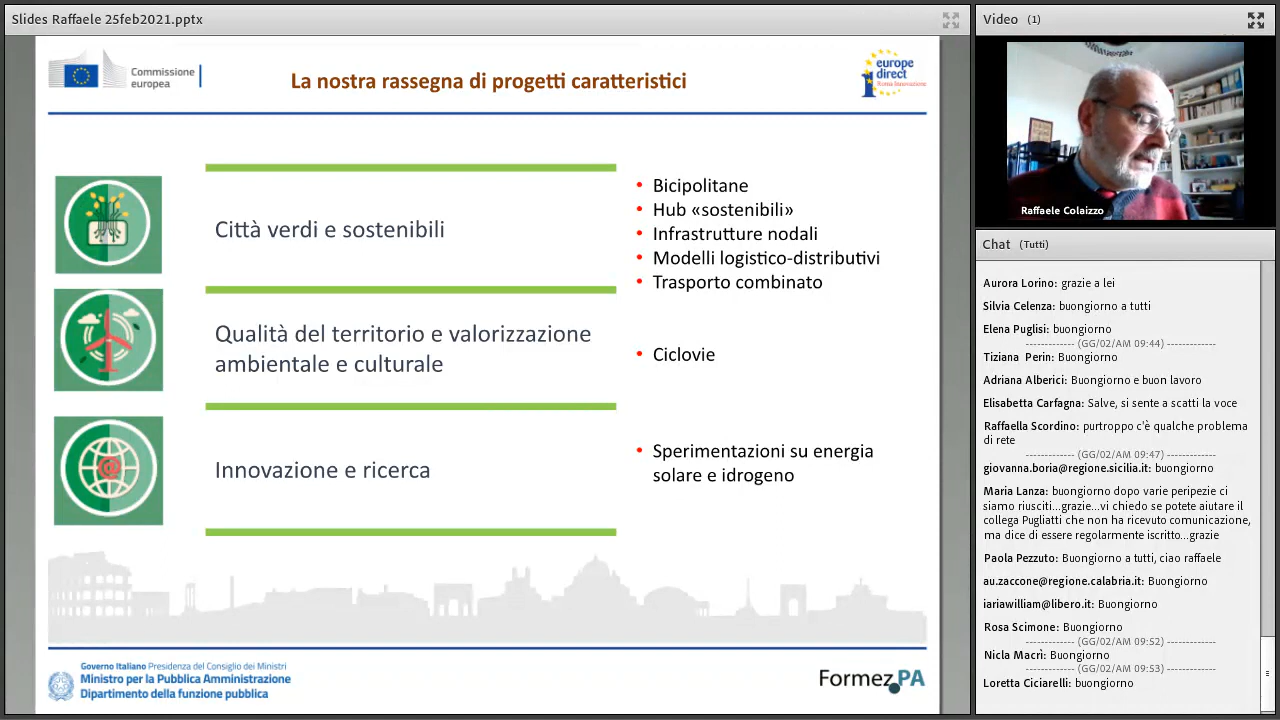 Slides Raffaele 25feb2021.pptx
Commissione
europea
La nostra rassegna di progetti caratteristici
europe
direct
Roma Innovazione
Città verdi e sostenibili
• Bicipolitane
• Hub «sostenibili»
• Infrastrutture nodali
• Modelli logistico-distributivi
• Trasporto combinato
Qualità del territorio e valorizzazione
ambientale e culturale
• Ciclovie
Innovazione e ricerca
• Sperimentazioni su energia
solare e idrogeno
Governo Italiano Presidenza del Consiglio dei Ministri
Ministro per la Pubblica Amministrazione
Dipartimento della funzione pubblica
Formez PA
Video (1)
Raffaele Colaizzo
Chat (Tutti)
Aurora Lorino: grazie a lei
Silvia Celenza: buongiorno a tutti
Elena Puglisi: buongiorno
------------ (GG/02/AM 09:44) ------------
Tiziana Perin: Buongiorno
Adriana Alberici: Buongiorno e buon lavoro
Elisabetta Carfagna: Salve, si sente a scatti la voce
Raffaella Scordino: purtroppo c'è qualche problema
di rete
------------ (GG/02/AM 09:47) ------------
giovanna.boria@regione.sicilia.it: buongiorno
Maria Lanza: buongiorno dopo varie peripezie ci
siamo riusciti...grazie...vi chiedo se potete aiutare il
collega Pugliatti che non ha ricevuto comunicazione,
ma dice di essere regolarmente iscritto...grazie
Paola Pezzuto: Buongiorno a tutti, ciao raffaele
au.zaccone@regione.calabria.it: Buongiorno
iariawilliam@libero.it: Buongiorno
Rosa Scimone: Buongiorno
------------ (GG/02/AM 09:52) ------------
Nicla Macrì: Buongiorno
------------ (GG/02/AM 09:53) ------------
Loretta Ciciarelli: buongiorno